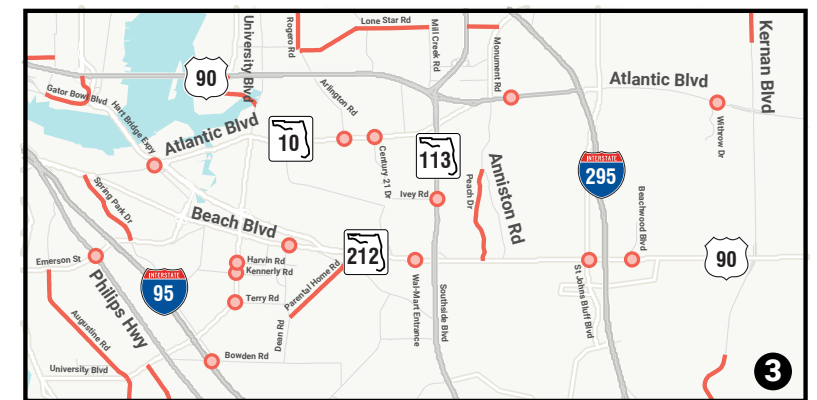 Rogero Rd
Lone Star Rd
Mill Creek Rd
Monument Rd
Kernan Blvd
University Blvd
90
Atlantic Blvd
Gator Bowl Blvd
Hart Bridge Expy
Arlington Rd
Atlantic Blvd
10
Century 21 Dr
113
Withrow Dr
Anniston Rd
INTERSTATE
295
Peach Dr
Ivey Rd
Spring Park Dr
Beach Blvd
Beachwood Blvd
212
90
Emerson St
Harvin Rd
Kennerly Rd
Philips Hwy
INTERSTATE
95
Parental Home Rd
Terry Rd
Dean Rd
Wal-Mart Entrance
Southside Blvd
St Johns Bluff Blvd
Augustine Rd
Bowden Rd
University Blvd
3